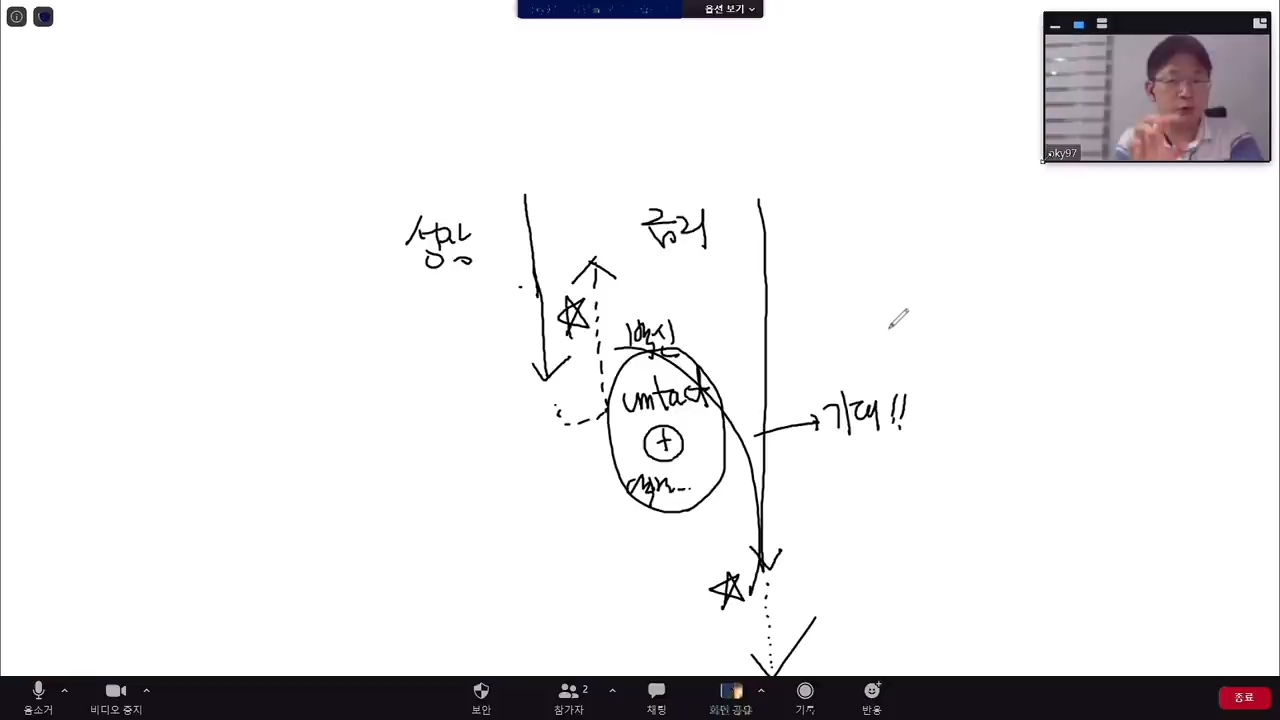 옵션 보기
oky97
성장
금리
혁신
untact
+
기대!!
음소거
비디오 중지
보안
2
참가자
채팅
화면 공유
기록
반응
종료